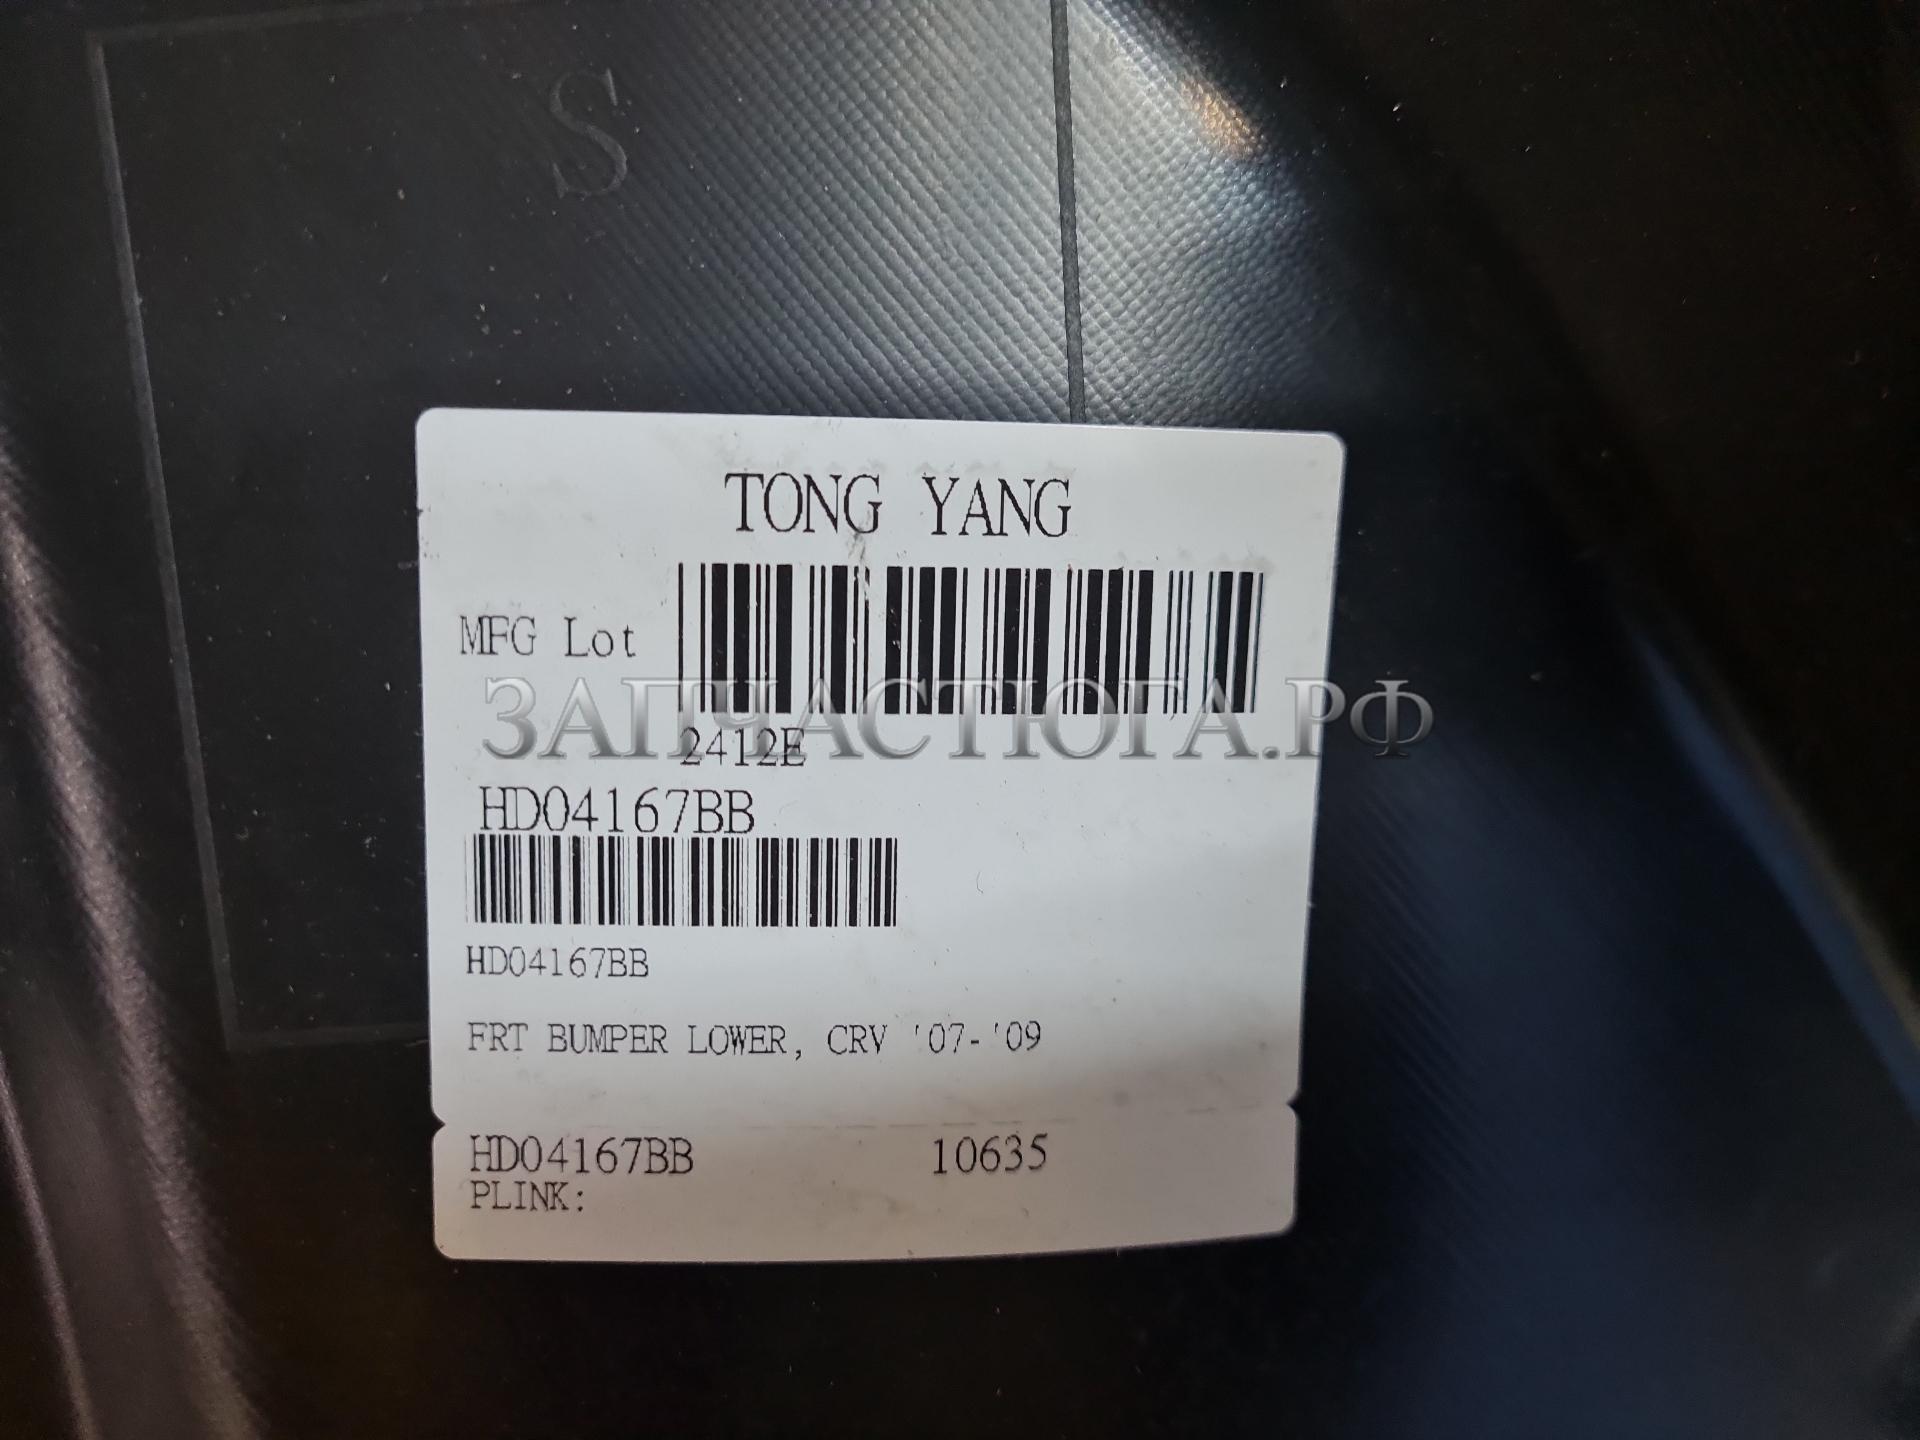 S
TONG YANG
MFG Lot
ЗАПЧАСТЮГА.РФ
2412E
HD04167BB
HD04167BB
FRT BUMPER LOWER, CRV '07-'09
HD04167BB 10635
PLINK: